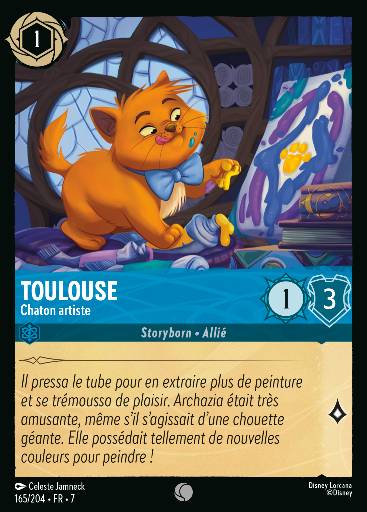 1
TOULOUSE
Chaton artiste
1
3
Storyborn • Allié
Il pressa le tube pour en extraire plus de peinture
et se trémoussa de plaisir. Archazia était très
amusante, même s'il s'agissait d'une chouette
géante. Elle possédait tellement de nouvelles
couleurs pour peindre !
Celeste Jamneck
Disney Lorcana
165/204 • FR • 7
©Disney